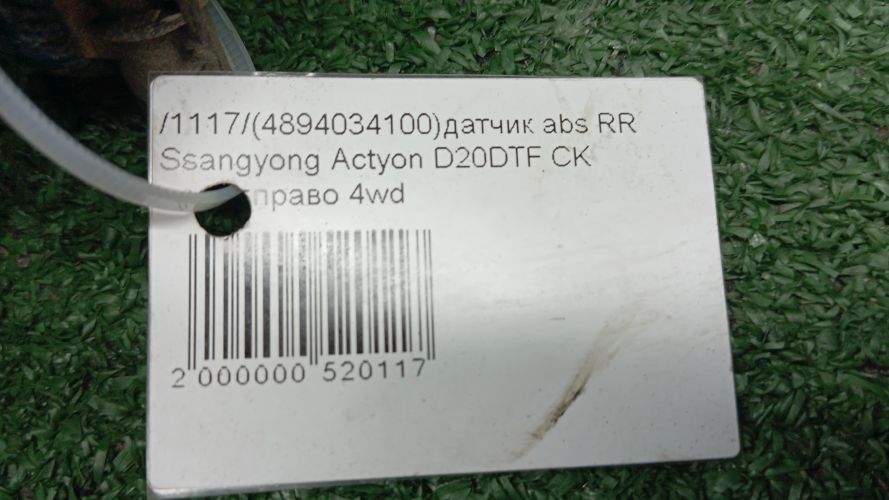 /1117/(4894034100)датчик abs RR
Ssangyong Actyon D20DTF CK
право 4wd
2 000000 520117